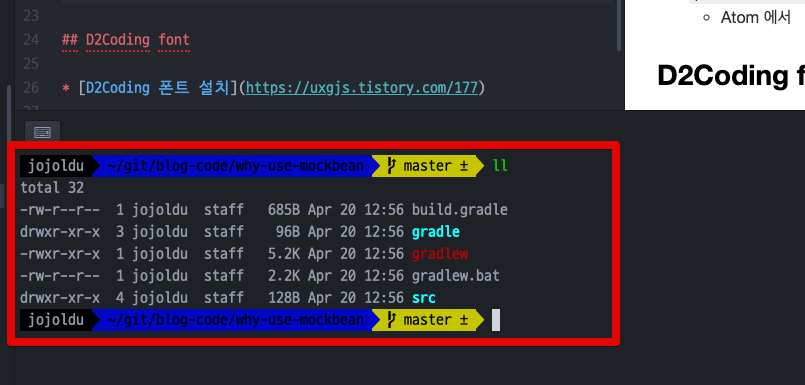 23
24 ## D2Coding font
25
26 * [D2Coding 폰트 설치](https://uxgjs.tistory.com/177)
27
Atom 에서
D2Coding f
jojoldu ~/git/blog-code/why-use-mockbean master ± ll
total 32
-rw-r--r-- 1 jojoldu staff 685B Apr 20 12:56 build.gradle
drwxr-xr-x 3 jojoldu staff 96B Apr 20 12:56 gradle
-rwxr-xr-x 1 jojoldu staff 5.2K Apr 20 12:56 gradlew
-rw-r--r-- 1 jojoldu staff 2.2K Apr 20 12:56 gradlew.bat
drwxr-xr-x 4 jojoldu staff 128B Apr 20 12:56 src
jojoldu ~/git/blog-code/why-use-mockbean master ±